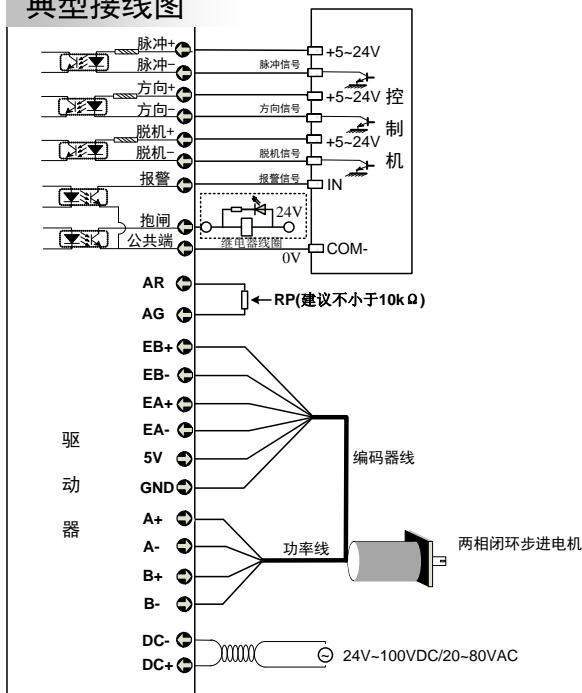 典型接线图
脉冲+
脉冲-
方向+
方向-
脱机+
脱机-
报警
抱闸
公共端
脉冲信号
方向信号
脱机信号
报警信号
+5~24V
+5~24V
+5~24V
IN
COM-
控制机
24V
继电器线圈
0V
AR
AG
RP(建议不小于10kΩ)
EB+
EB-
EA+
EA-
5V
GND
A+
A-
B+
B-
DC-
DC+
驱动器
编码器线
功率线
两相闭环步进电机
24V~100VDC/20~80VAC